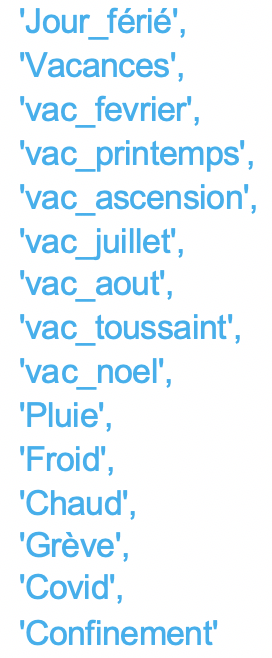 'Jour_férié',
'Vacances',
'vac_fevrier',
'vac_printemps',
'vac_ascension',
'vac_juillet',
'vac_aout',
'vac_toussaint',
'vac_noel',
'Pluie',
'Froid',
'Chaud',
'Grève',
'Covid',
'Confinement'